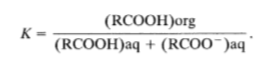 K = (RCOOH)org / (RCOOH)aq + (RCOO⁻)aq .